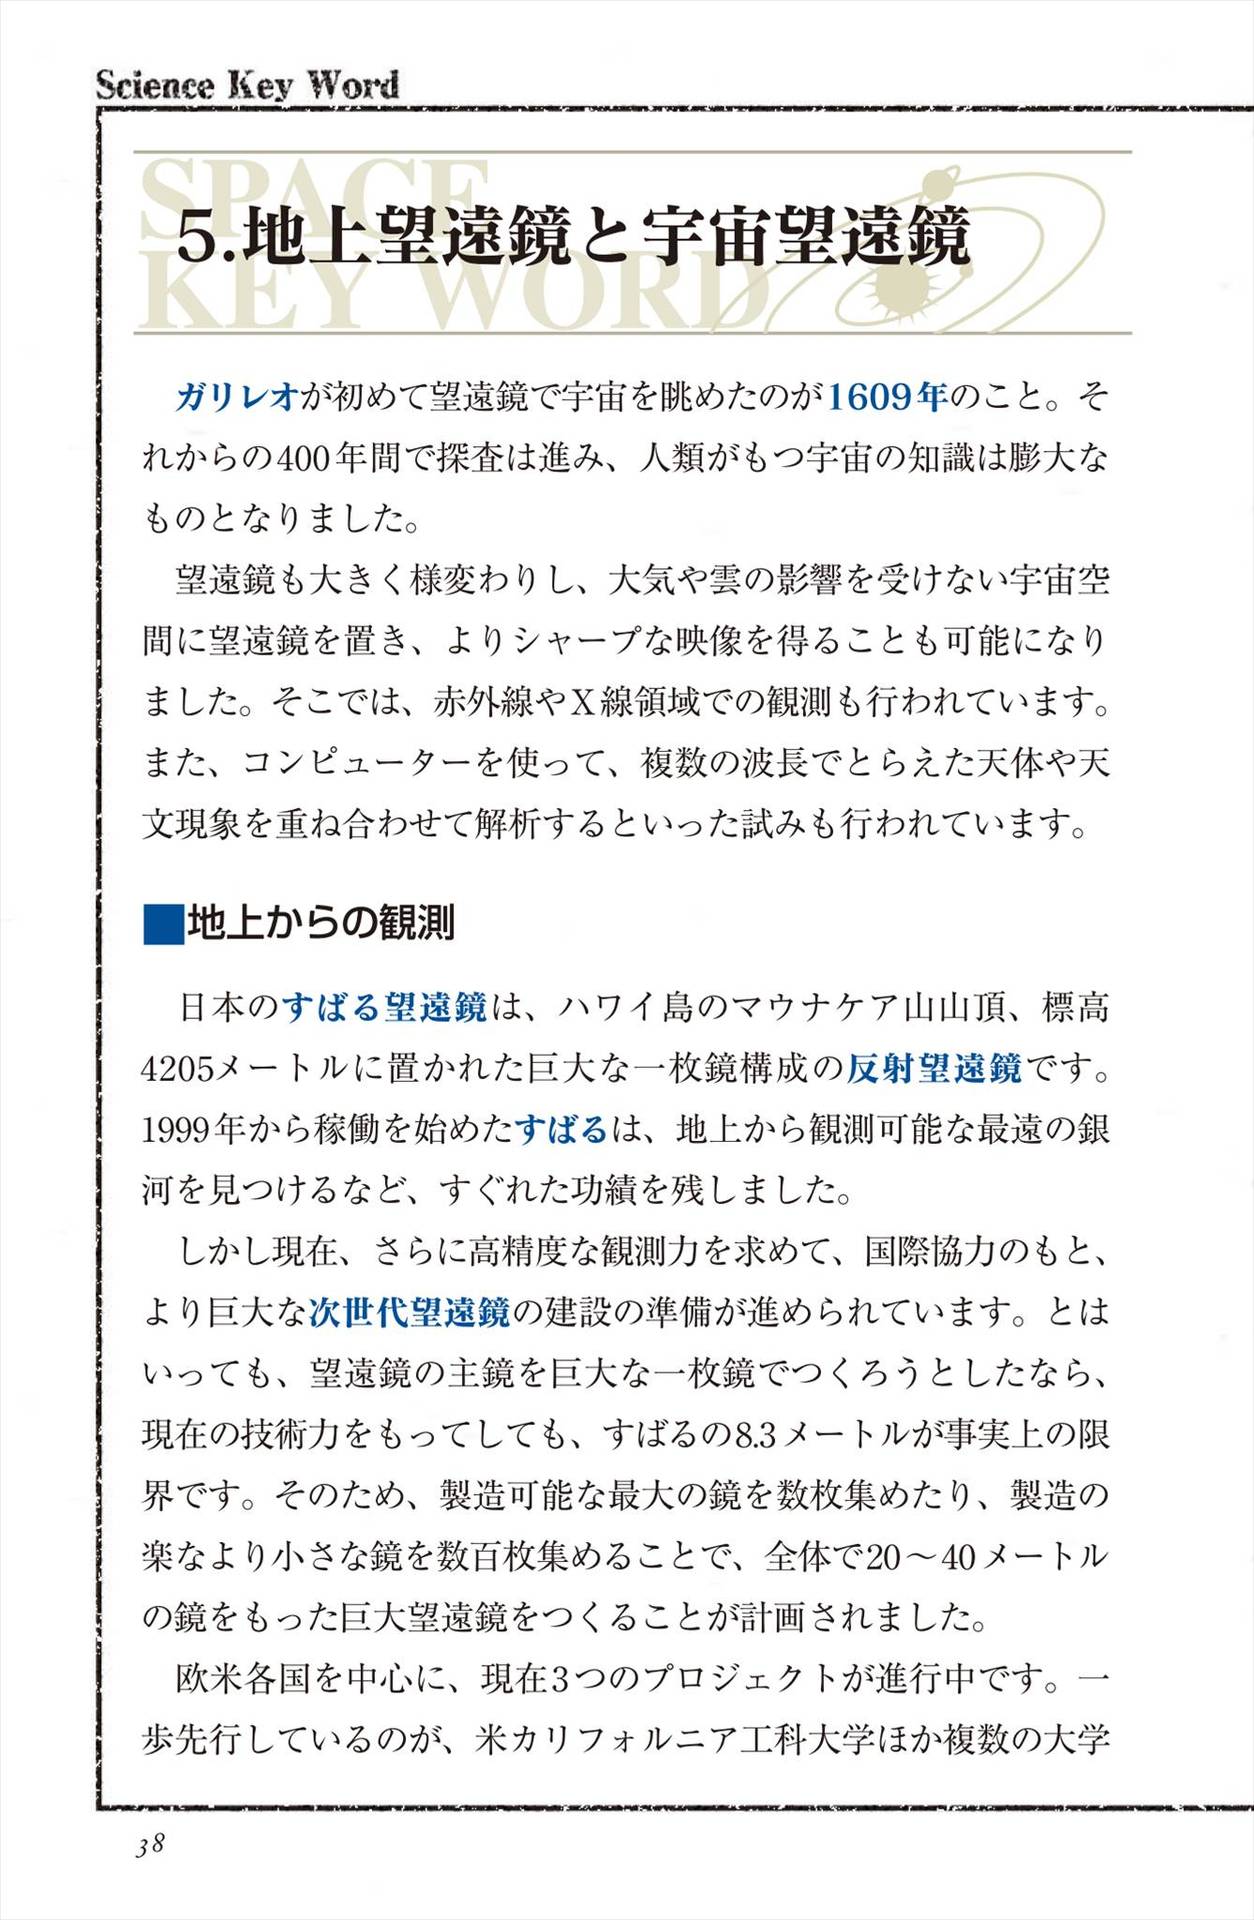 Science Key Word
SPACE
KEY WORD
5.地上望遠鏡と宇宙望遠鏡
ガリレオが初めて望遠鏡で宇宙を眺めたのが1609年のこと。そ
れからの400年間で探査は進み、人類がもつ宇宙の知識は膨大な
ものとなりました。
望遠鏡も大きく様変わりし、大気や雲の影響を受けない宇宙空
間に望遠鏡を置き、よりシャープな映像を得ることも可能になり
ました。そこでは、赤外線やX線領域での観測も行われています。
また、コンピューターを使って、複数の波長でとらえた天体や天
文現象を重ね合わせて解析するといった試みも行われています。
■地上からの観測
日本のすばる望遠鏡は、ハワイ島のマウナケア山山頂、標高
4205メートルに置かれた巨大な一枚鏡構成の反射望遠鏡です。
1999年から稼働を始めたすばるは、地上から観測可能な最遠の銀
河を見つけるなど、すぐれた功績を残しました。
しかし現在、さらに高精度な観測力を求めて、国際協力のもと、
より巨大な次世代望遠鏡の建設の準備が進められています。とは
いっても、望遠鏡の主鏡を巨大な一枚鏡でつくろうとしたなら、
現在の技術力をもってしても、すばるの8.3メートルが事実上の限
界です。そのため、製造可能な最大の鏡を数枚集めたり、製造の
楽なより小さな鏡を数百枚集めることで、全体で20〜40メートル
の鏡をもった巨大望遠鏡をつくることが計画されました。
欧米各国を中心に、現在3つのプロジェクトが進行中です。一
歩先行しているのが、米カリフォルニア工科大学ほか複数の大学
38